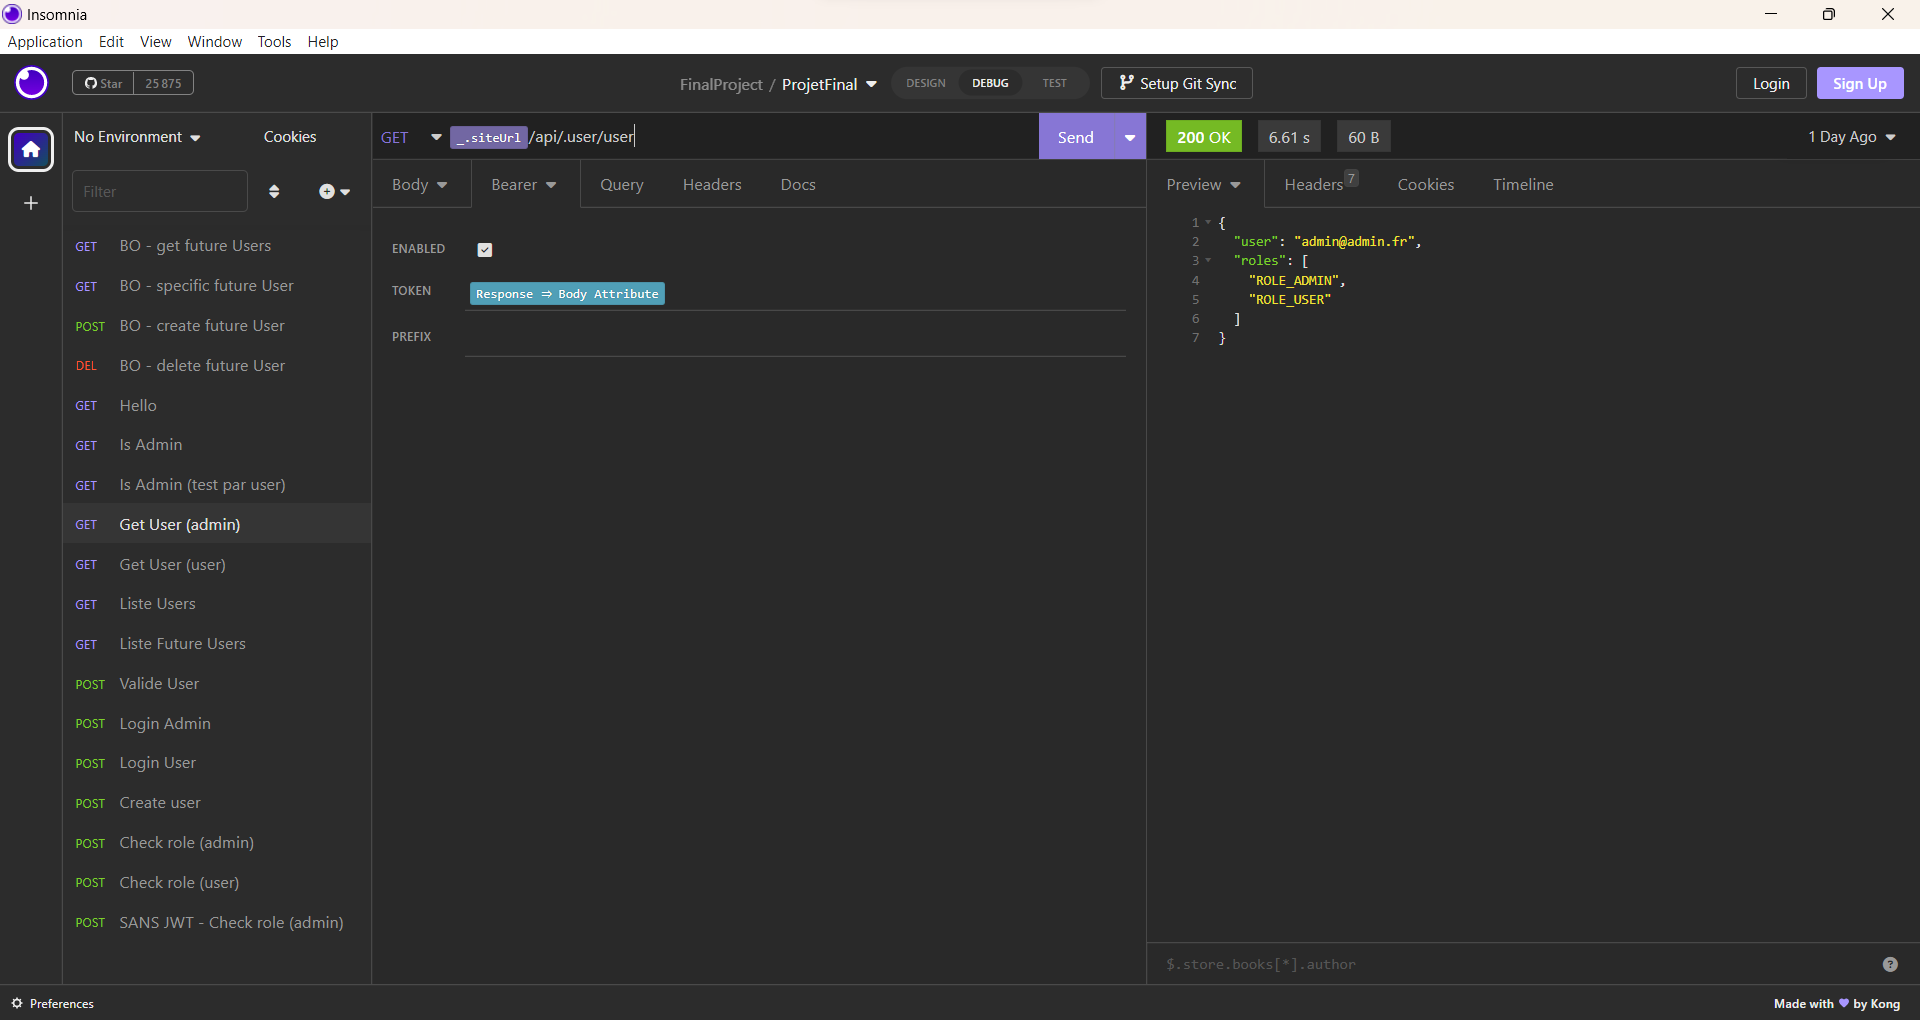 Insomnia
Application Edit View Window Tools Help
Star 25 875
FinalProject / ProjetFinal
DESIGN DEBUG TEST
Setup Git Sync
Login
Sign Up
No Environment
Cookies
Filter
GET BO - get future Users
GET BO - specific future User
POST BO - create future User
DEL BO - delete future User
GET Hello
GET Is Admin
GET Is Admin (test par user)
GET Get User (admin)
GET Get User (user)
GET Liste Users
GET Liste Future Users
POST Valide User
POST Login Admin
POST Login User
POST Create user
POST Check role (admin)
POST Check role (user)
POST SANS JWT - Check role (admin)
GET _.siteUrl /api/.user/user
Send
Body Bearer Query Headers Docs
ENABLED
TOKEN Response ⇒ Body Attribute
PREFIX
200 OK 6.61 s 60 B
1 Day Ago
Preview Headers 7 Cookies Timeline
1 {
2 "user": "admin@admin.fr",
3 "roles": [
4 "ROLE_ADMIN",
5 "ROLE_USER"
6 ]
7 }
$.store.books[*].author
?
Preferences
Made with by Kong